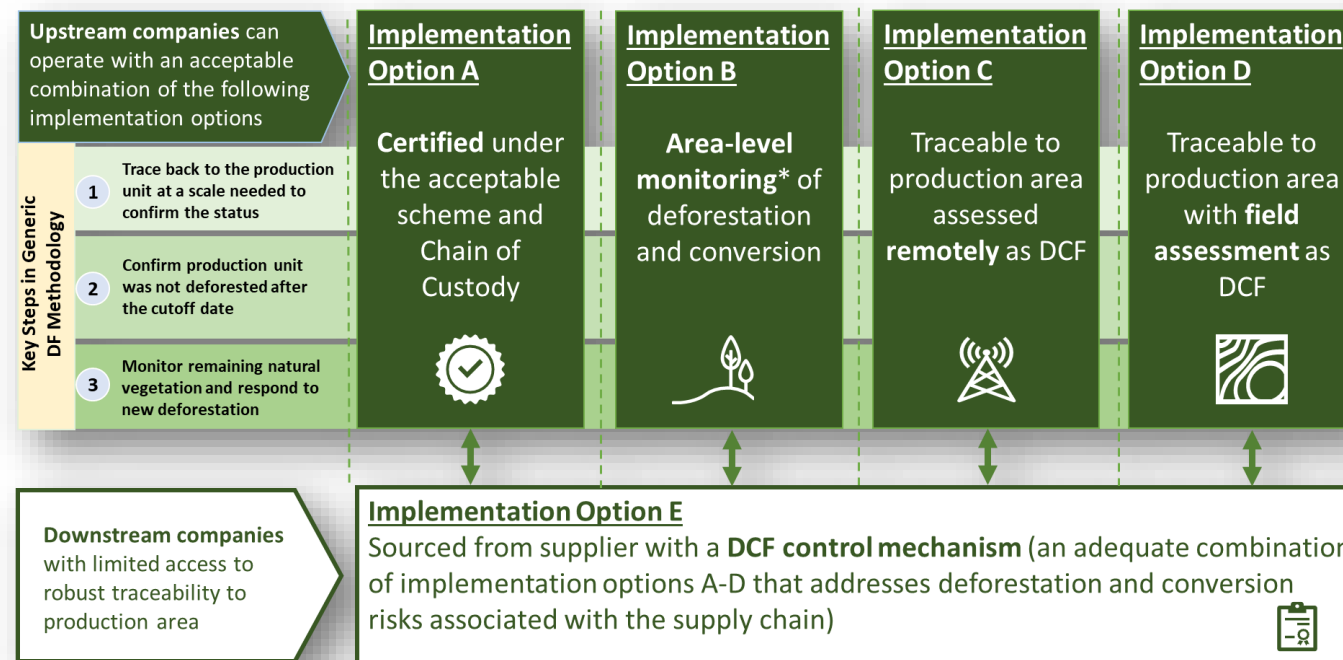 Upstream companies can
operate with an acceptable
combination of the following
implementation options
Key Steps in Generic
DF Methodology
1
Trace back to the production
unit at a scale needed to
confirm the status
2
Confirm production unit
was not deforested after
the cutoff date
3
Monitor remaining natural
vegetation and respond to
new deforestation
Implementation
Option A
Certified under
the acceptable
scheme and
Chain of
Custody
Implementation
Option B
Area-level
monitoring* of
deforestation
and conversion
Implementation
Option C
Traceable to
production area
assessed
remotely as DCF
Implementation
Option D
Traceable to
production area
with field
assessment as
DCF
Downstream companies
with limited access to
robust traceability to
production area
Implementation Option E
Sourced from supplier with a DCF control mechanism (an adequate combination
of implementation options A-D that addresses deforestation and conversion
risks associated with the supply chain)